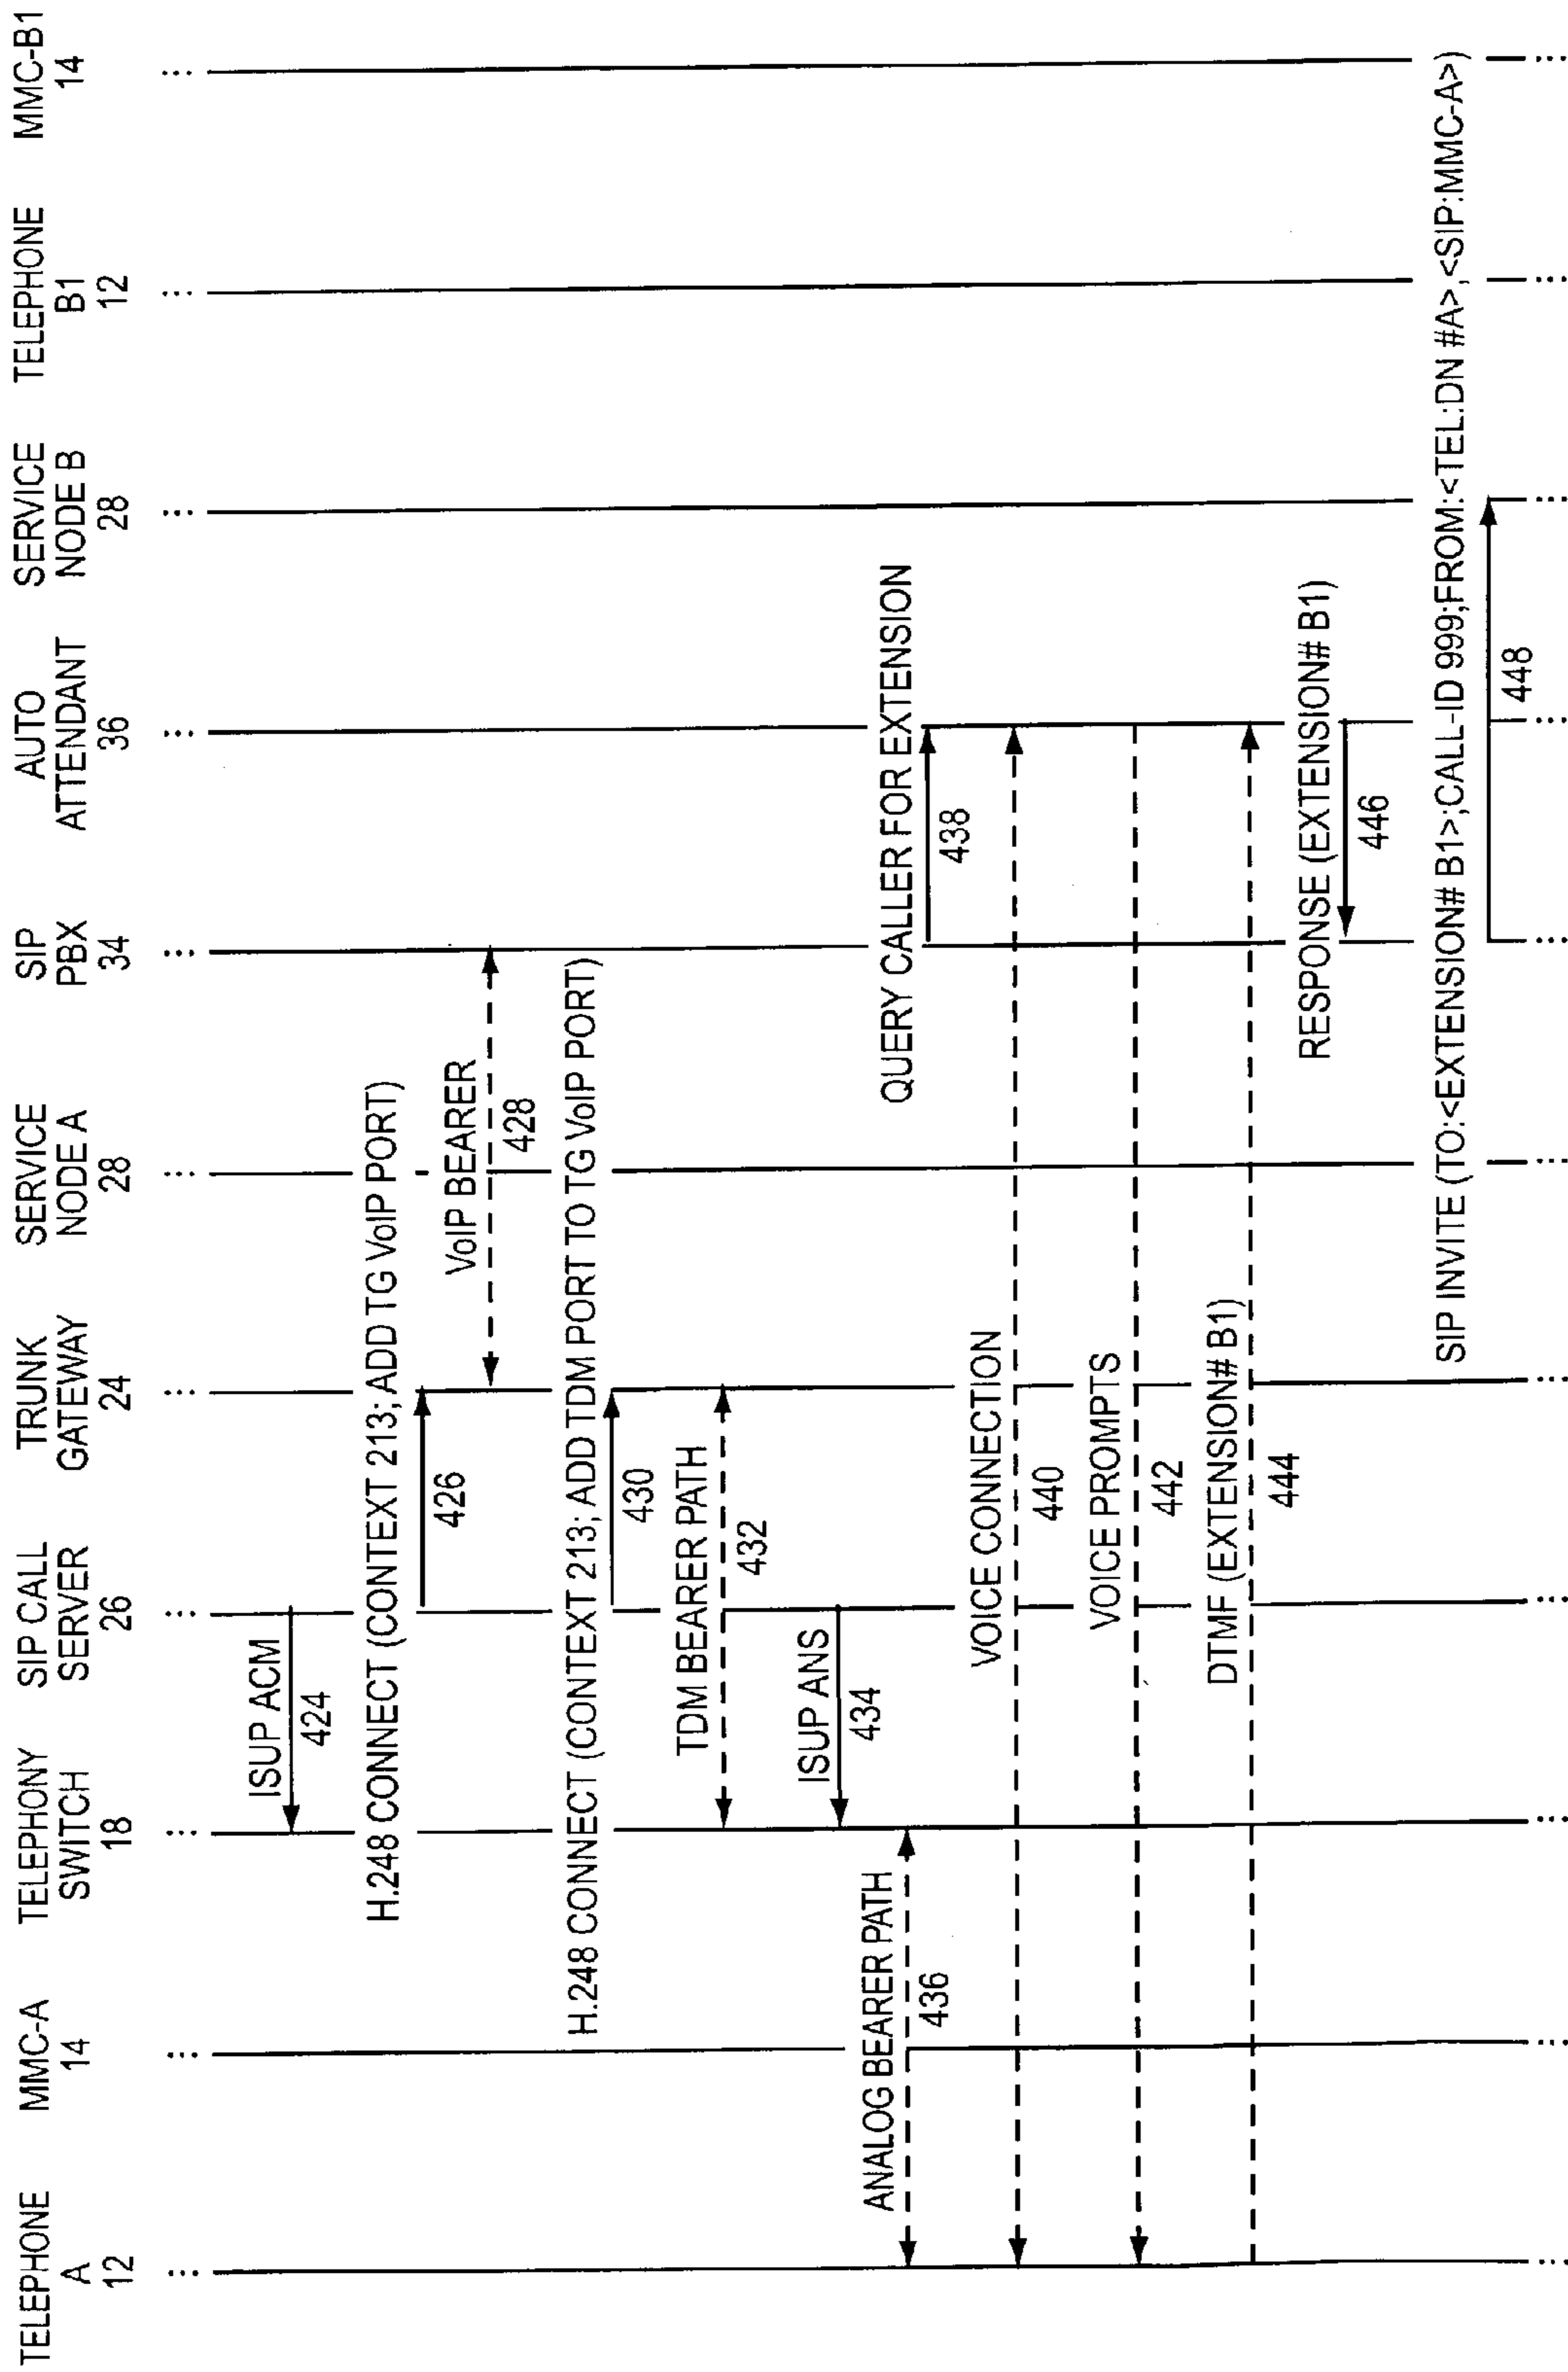 TELEPHONE
A
12
MMC-A
14
TELEPHONY
SWITCH
18
SIP CALL
SERVER
26
TRUNK
GATEWAY
24
SERVICE
NODE A
28
SIP
PBX
34
AUTO
ATTENDANT
36
SERVICE
NODE B
28
TELEPHONE
B1
12
MMC-B1
14
ISUP ACM
424
H.248 CONNECT (CONTEXT 213; ADD TG VoIP PORT)
426
VoIP BEARER
428
H.248 CONNECT (CONTEXT 213; ADD TDM PORT TO TG VoIP PORT)
430
TDM BEARER PATH
432
ISUP ANS
434
ANALOG BEARER PATH
436
QUERY CALLER FOR EXTENSION
438
VOICE CONNECTION
440
VOICE PROMPTS
442
DTMF (EXTENSION# B1)
444
RESPONSE (EXTENSION# B1)
446
SIP INVITE (TO:<EXTENSION# B1>;CALL-ID 999;FROM:<TEL:DN #A>,<SIP:MMC-A>)
448